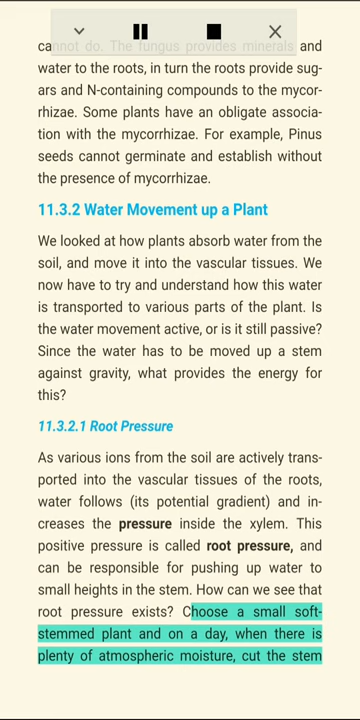 cannot do. The fungus provides minerals and
water to the roots, in turn the roots provide sug-
ars and N-containing compounds to the mycor-
rhizae. Some plants have an obligate associa-
tion with the mycorrhizae. For example, Pinus
seeds cannot germinate and establish without
the presence of mycorrhizae.
11.3.2 Water Movement up a Plant
We looked at how plants absorb water from the
soil, and move it into the vascular tissues. We
now have to try and understand how this water
is transported to various parts of the plant. Is
the water movement active, or is it still passive?
Since the water has to be moved up a stem
against gravity, what provides the energy for
this?
11.3.2.1 Root Pressure
As various ions from the soil are actively trans-
ported into the vascular tissues of the roots,
water follows (its potential gradient) and in-
creases the pressure inside the xylem. This
positive pressure is called root pressure, and
can be responsible for pushing up water to
small heights in the stem. How can we see that
root pressure exists? Choose a small soft-
stemmed plant and on a day, when there is
plenty of atmospheric moisture, cut the stem